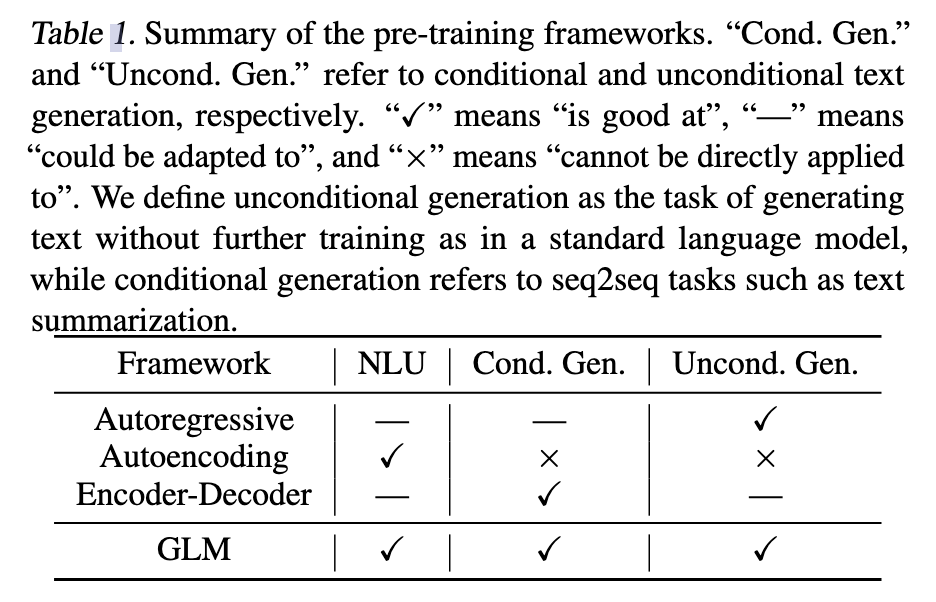 Table 1. Summary of the pre-training frameworks. “Cond. Gen.”
and “Uncond. Gen.” refer to conditional and unconditional text
generation, respectively. “✓” means “is good at”, “—” means
“could be adapted to”, and “×” means “cannot be directly applied
to”. We define unconditional generation as the task of generating
text without further training as in a standard language model,
while conditional generation refers to seq2seq tasks such as text
summarization.
Framework | NLU | Cond. Gen. | Uncond. Gen.
Autoregressive | — | — | ✓
Autoencoding | ✓ | × | ×
Encoder-Decoder | — | ✓ | —
GLM | ✓ | ✓ | ✓